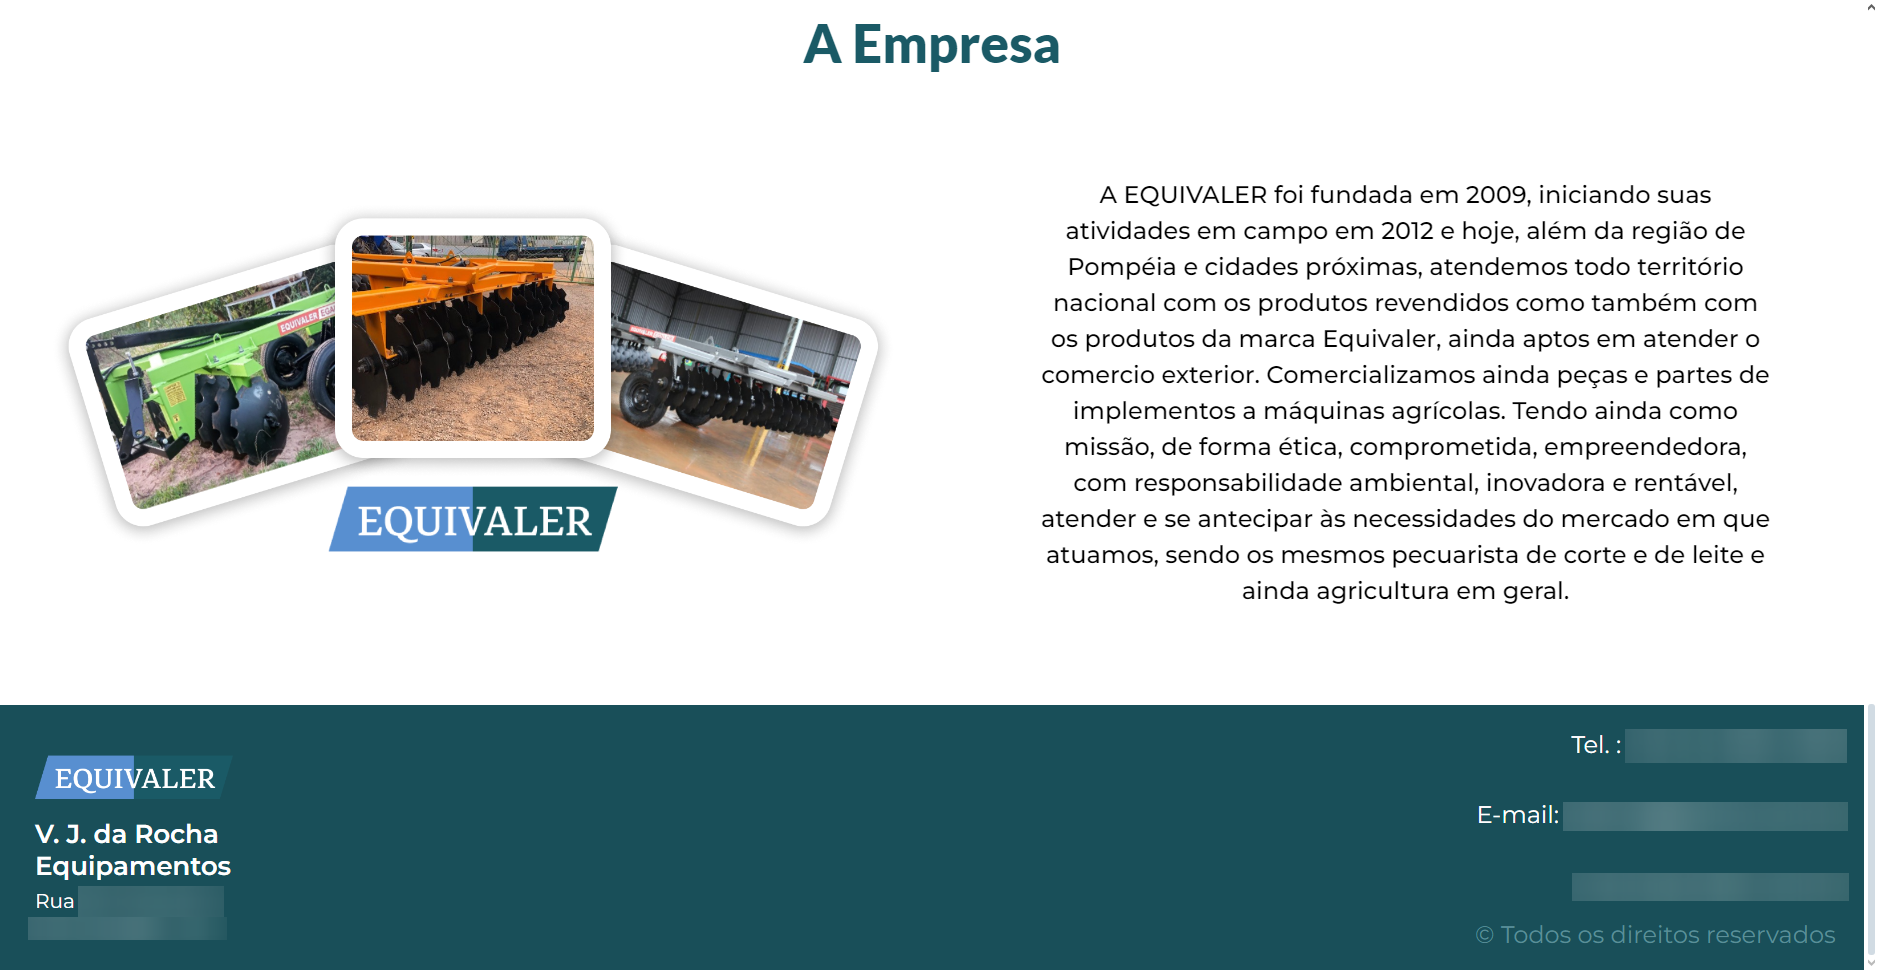 A Empresa
EQUIVALER
EQUIVALER
A EQUIVALER foi fundada em 2009, iniciando suas
atividades em campo em 2012 e hoje, além da região de
Pompéia e cidades próximas, atendemos todo território
nacional com os produtos revendidos como também com
os produtos da marca Equivaler, ainda aptos em atender o
comercio exterior. Comercializamos ainda peças e partes de
implementos a máquinas agrícolas. Tendo ainda como
missão, de forma ética, comprometida, empreendedora,
com responsabilidade ambiental, inovadora e rentável,
atender e se antecipar às necessidades do mercado em que
atuamos, sendo os mesmos pecuarista de corte e de leite e
ainda agricultura em geral.
EQUIVALER
V. J. da Rocha
Equipamentos
Rua
Tel. :
E-mail:
© Todos os direitos reservados